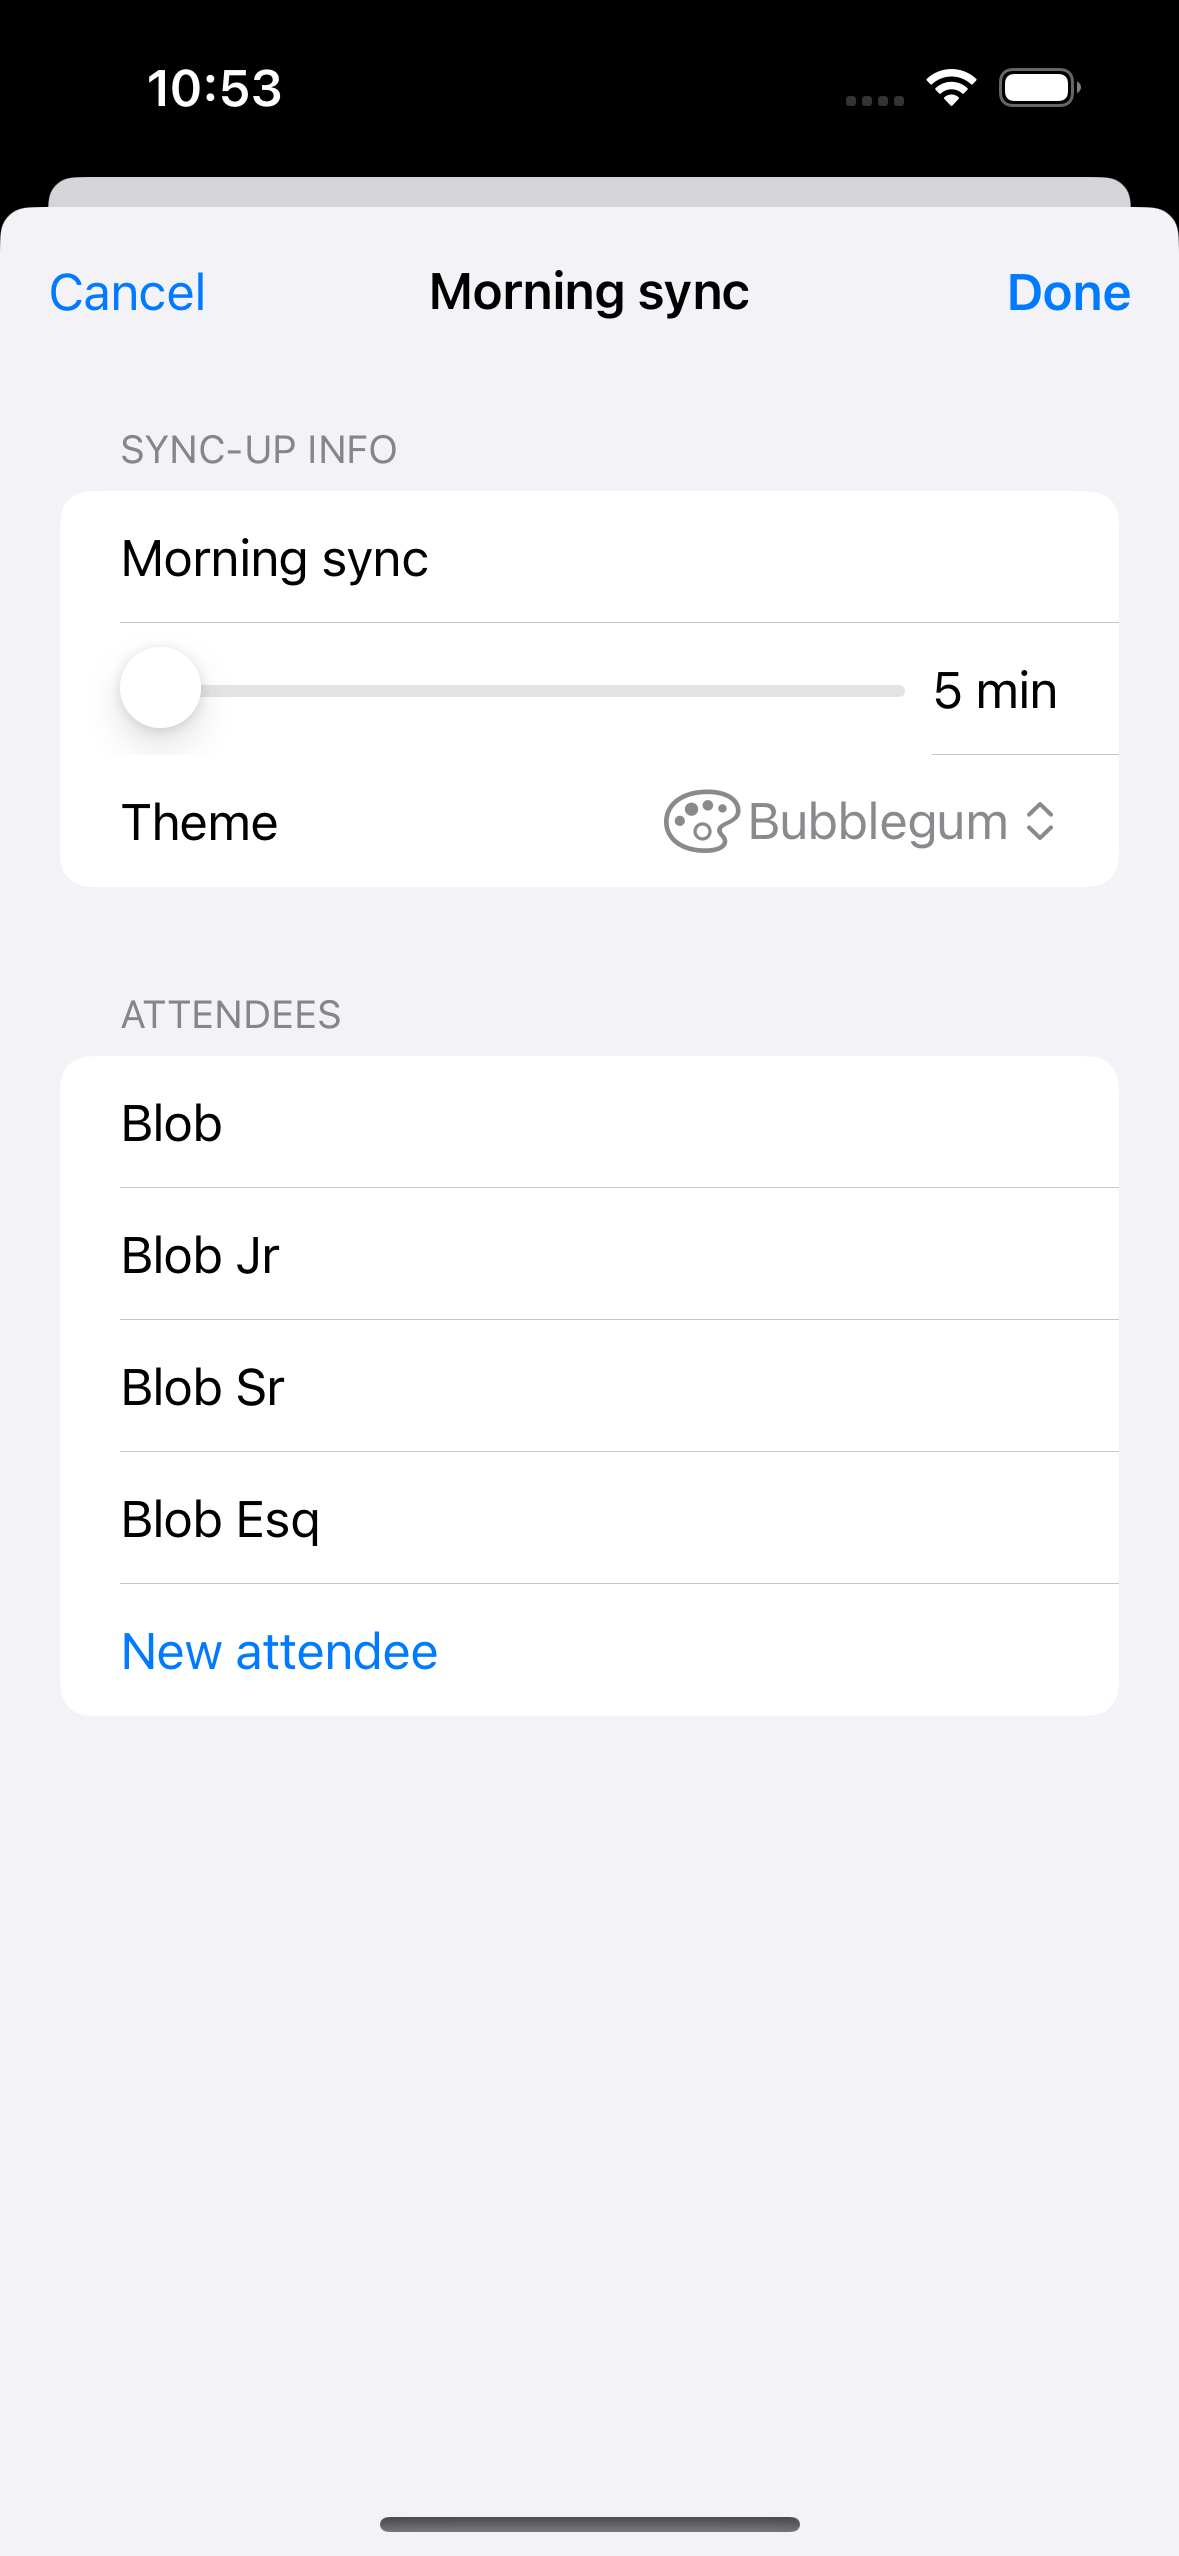 10:53
Cancel Morning sync Done
SYNC-UP INFO
Morning sync
5 min
Theme Bubblegum
ATTENDEES
Blob
Blob Jr
Blob Sr
Blob Esq
New attendee